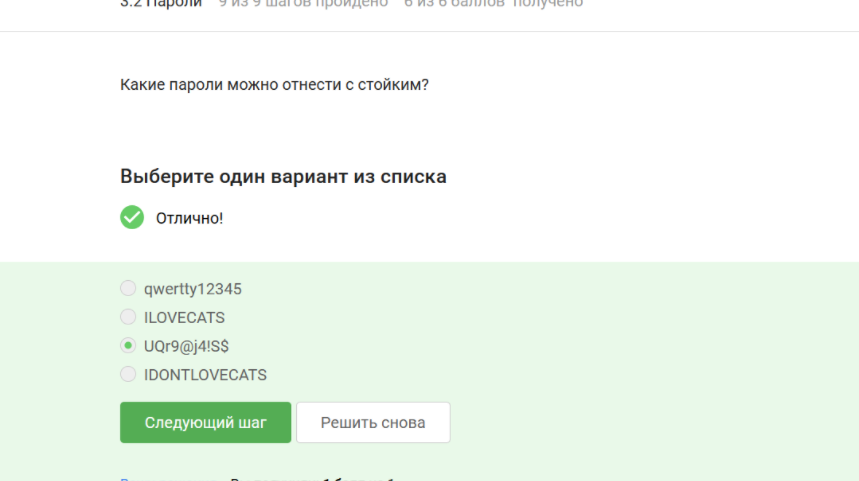 3.2 Пароли 9 из 9 шагов пройдено 6 из 6 баллов получено
Какие пароли можно отнести с стойким?
Выберите один вариант из списка
Отлично!
qwertty12345
ILOVECATS
UQr9@j4!S$
IDONTLOVECATS
Следующий шаг Решить снова